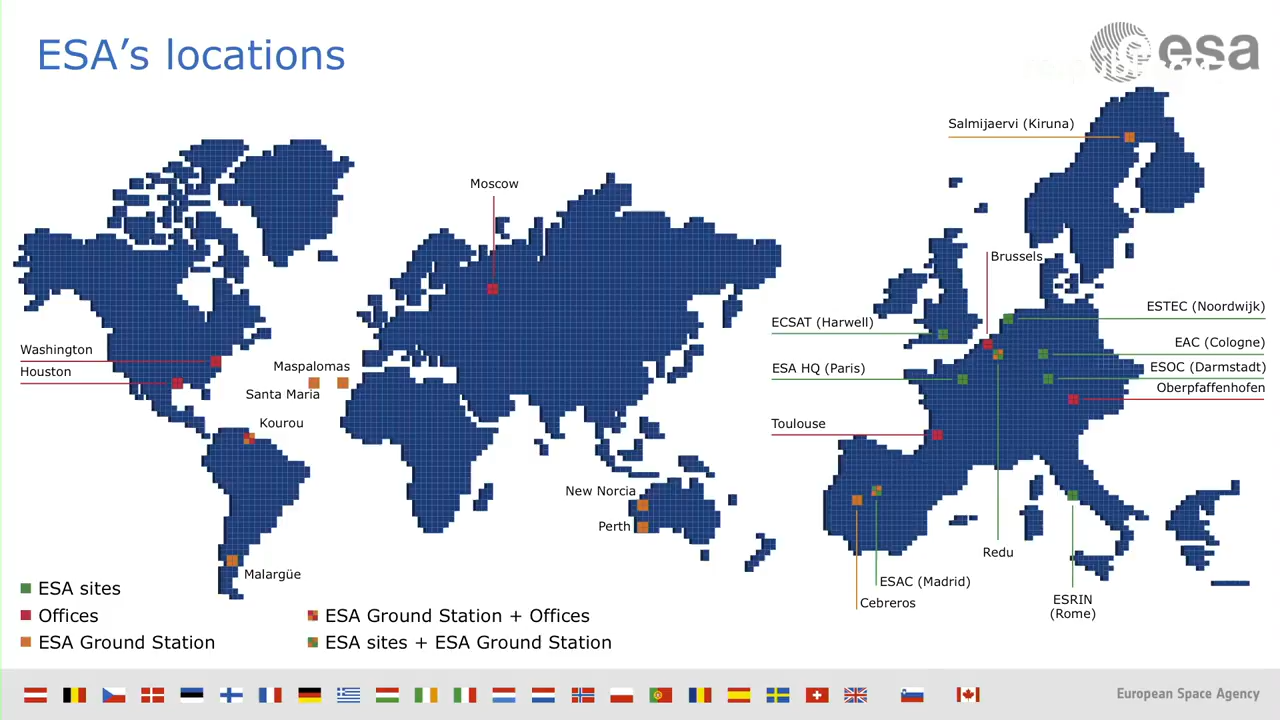 ESA's locations
esa
Salmijaervi (Kiruna)
Moscow
Brussels
ESTEC (Noordwijk)
ECSAT (Harwell)
EAC (Cologne)
Washington
Maspalomas
ESA HQ (Paris)
ESOC (Darmstadt)
Houston
Oberpfaffenhofen
Santa Maria
Kourou
Toulouse
New Norcia
Perth
Redu
Malargüe
ESAC (Madrid)
Cebreros
ESRIN
(Rome)
ESA sites
Offices
ESA Ground Station
ESA Ground Station + Offices
ESA sites + ESA Ground Station
European Space Agency